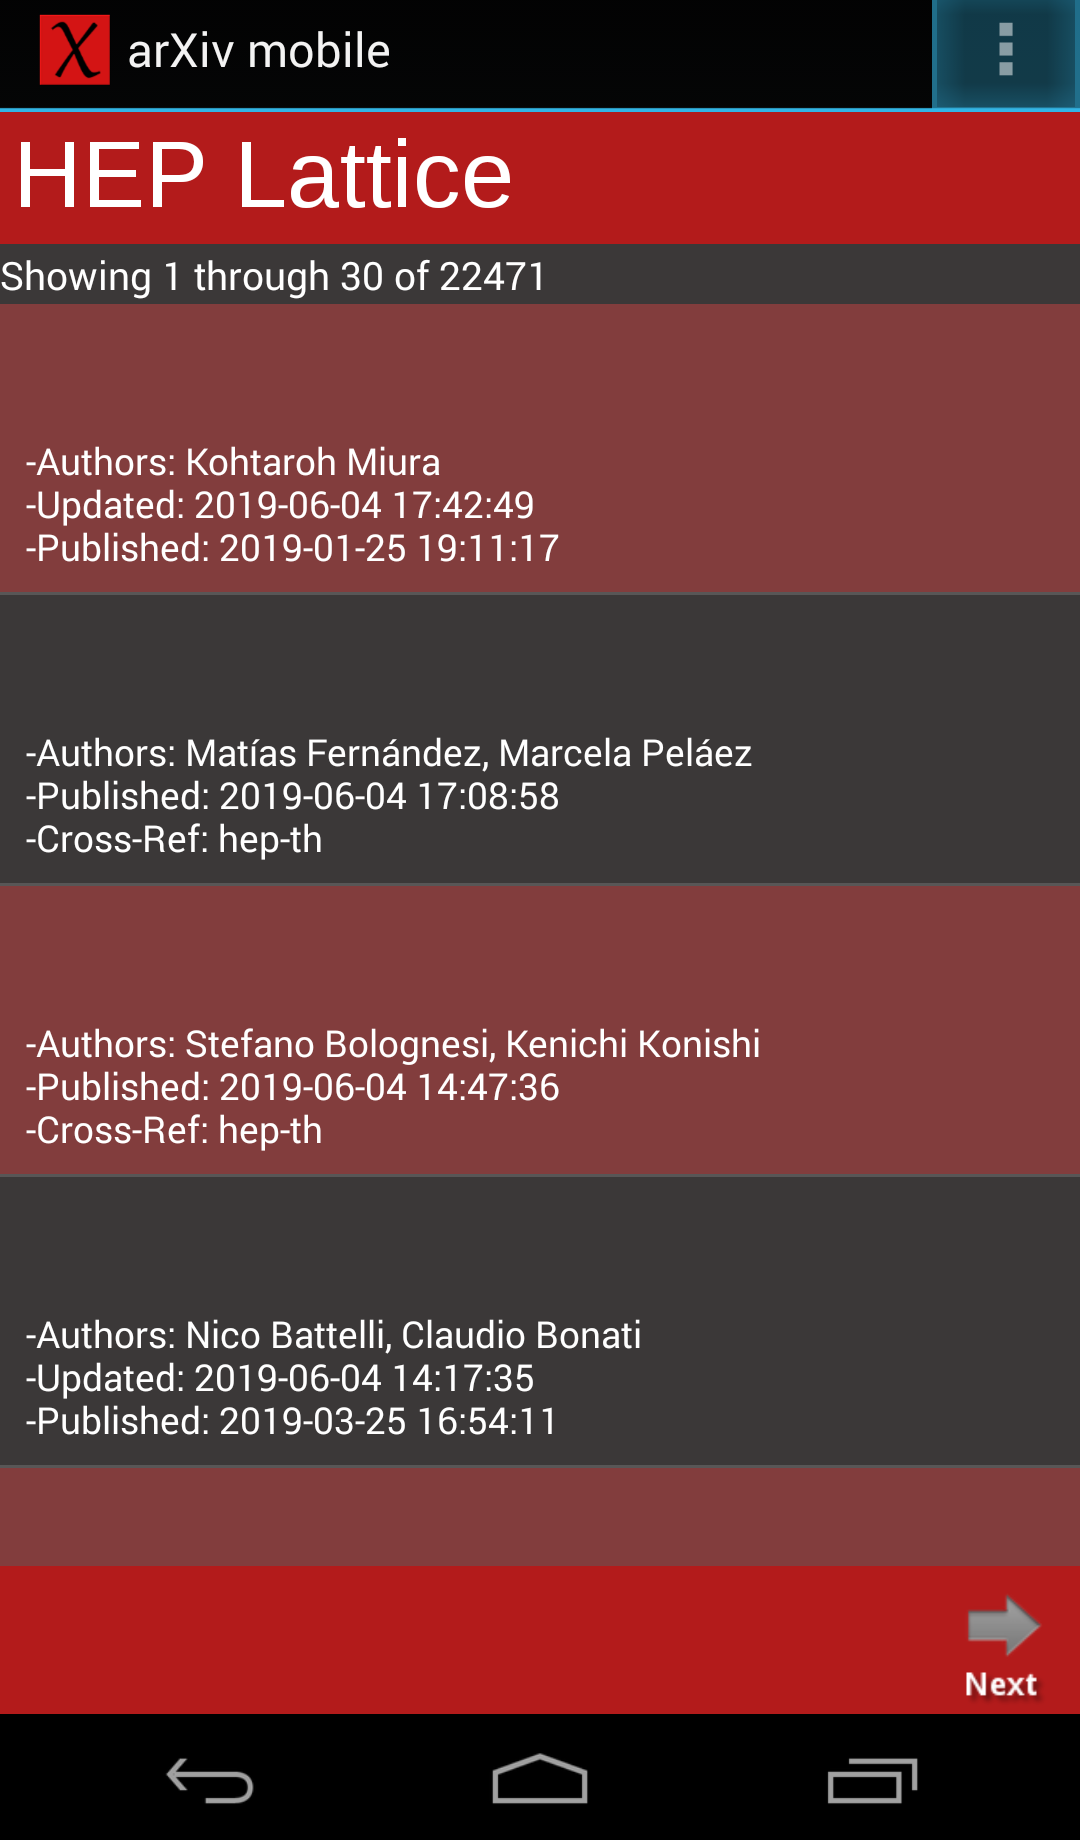 arXiv mobile
HEP Lattice
Showing 1 through 30 of 22471
-Authors: Kohtaroh Miura
-Updated: 2019-06-04 17:42:49
-Published: 2019-01-25 19:11:17
-Authors: Matías Fernández, Marcela Peláez
-Published: 2019-06-04 17:08:58
-Cross-Ref: hep-th
-Authors: Stefano Bolognesi, Kenichi Konishi
-Published: 2019-06-04 14:47:36
-Cross-Ref: hep-th
-Authors: Nico Battelli, Claudio Bonati
-Updated: 2019-06-04 14:17:35
-Published: 2019-03-25 16:54:11
Next